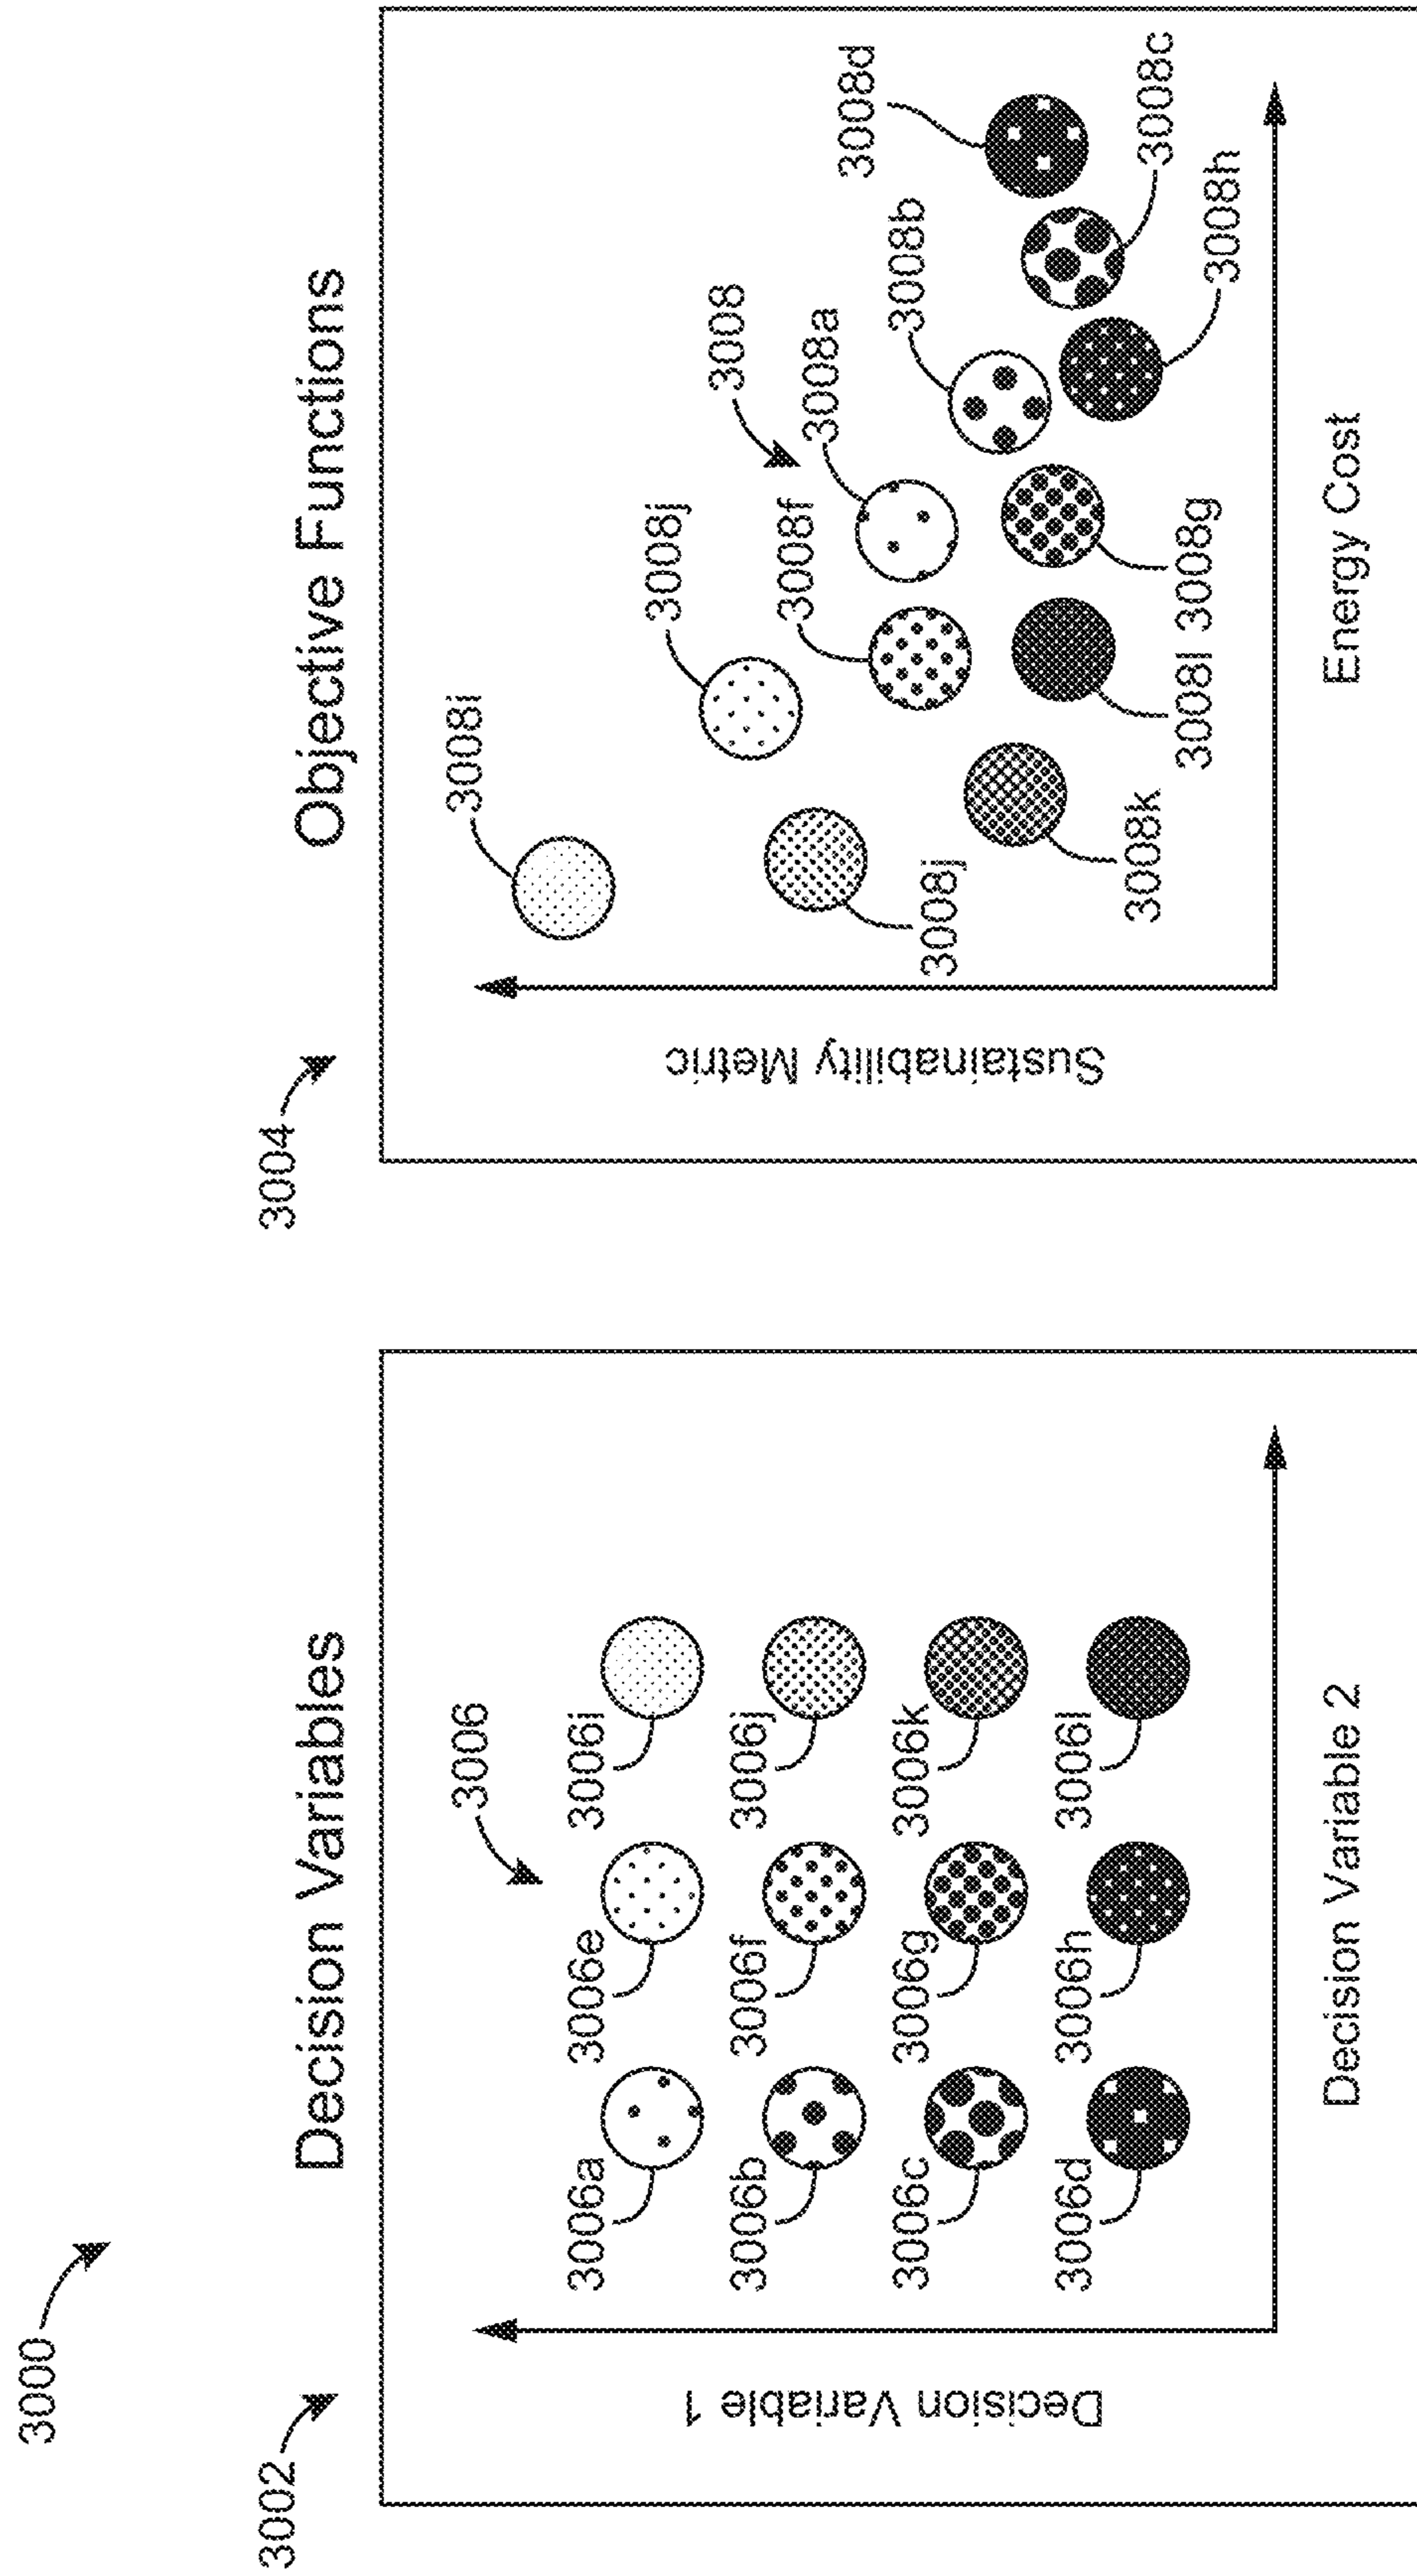 3000
3002
Decision Variables
3006
3006a
3006e
3006i
3006b
3006f
3006j
3006c
3006g
3006k
3006d
3006h
3006l
Decision Variable 1
Decision Variable 2
3004
Objective Functions
3008i
3008j
3008
3008f
3008a
3008b
3008d
3008j
3008k
3008l
3008g
3008h
3008c
Sustainability Metric
Energy Cost